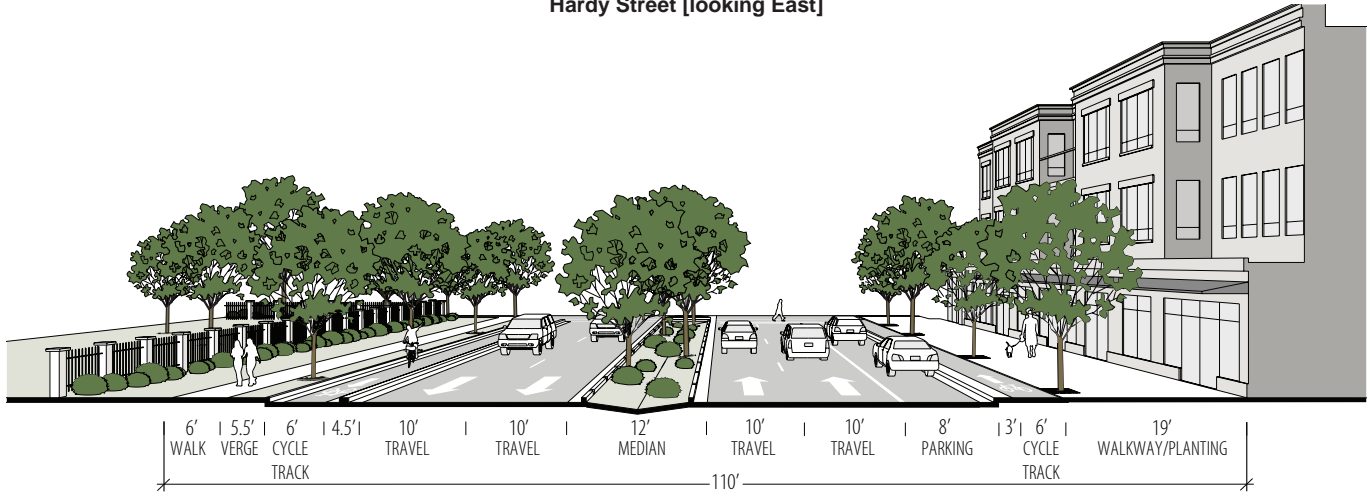 Hardy Street [looking East]
6' 5.5' 6' 4.5' 10' 10' 12' 10' 10' 8' 3' 6' 19'
WALK VERGE CYCLE TRAVEL TRAVEL MEDIAN TRAVEL TRAVEL PARKING CYCLE WALKWAY/PLANTING
TRACK TRACK
110'